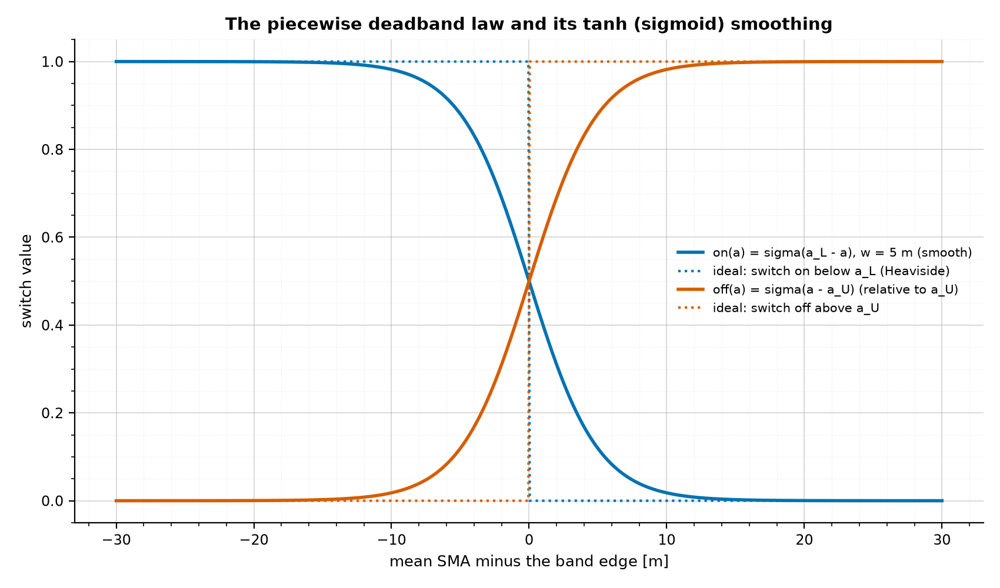 The piecewise deadband law and its tanh (sigmoid) smoothing
switch value
1.0
0.8
0.6
0.4
0.2
0.0
on(a) = sigma(a_L - a), w = 5 m (smooth)
ideal: switch on below a_L (Heaviside)
off(a) = sigma(a - a_U) (relative to a_U)
ideal: switch off above a_U
−30
−20
−10
0
10
20
30
mean SMA minus the band edge [m]